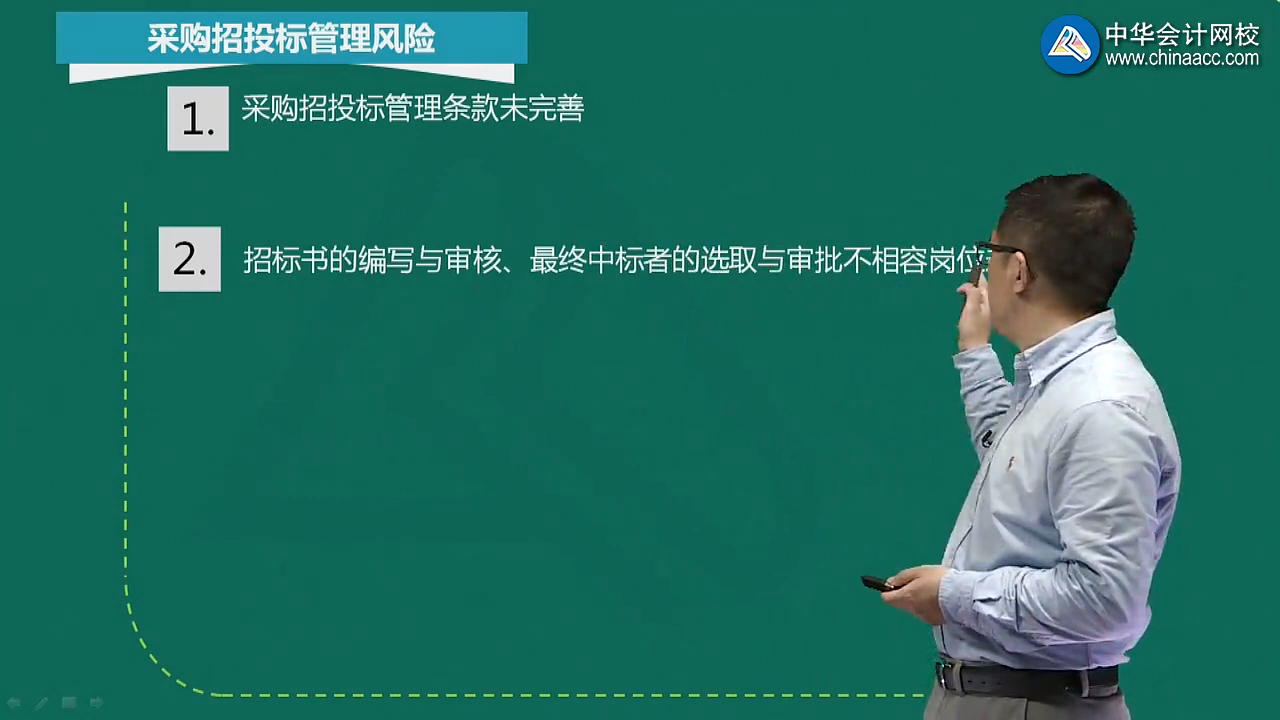 采购招投标管理风险
中华会计网校
www.chinaacc.com
1.
采购招投标管理条款未完善
2.
招标书的编写与审核、最终中标者的选取与审批不相容岗位